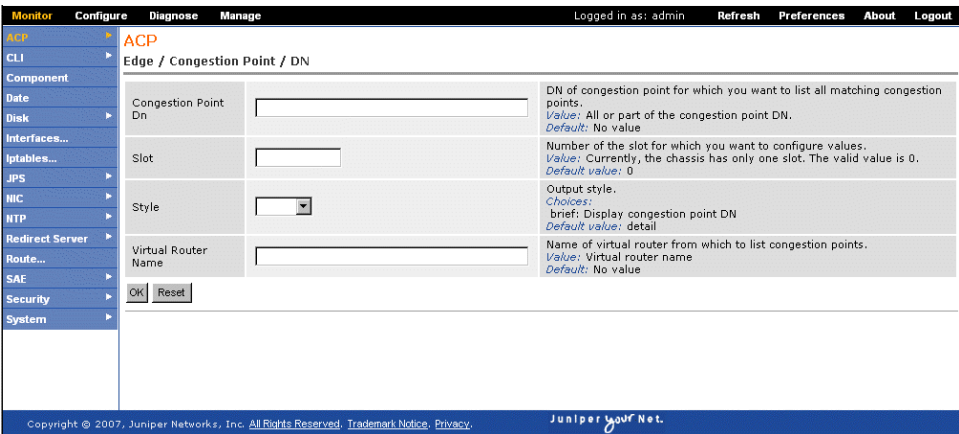 Monitor Configure Diagnose Manage Logged in as: admin Refresh Preferences About Logout
ACP
CLI
Component
Date
Disk
Interfaces...
Iptables...
JPS
NIC
NTP
Redirect Server
Route...
SAE
Security
System
ACP
Edge / Congestion Point / DN
Congestion Point
Dn
DN of congestion point for which you want to list all matching congestion
points.
Value: All or part of the congestion point DN.
Default: No value
Slot
Number of the slot for which you want to configure values.
Value: Currently, the chassis has only one slot. The valid value is 0.
Default value: 0
Style
Output style.
Choices:
brief: Display congestion point DN
Default value: detail
Virtual Router
Name
Name of virtual router from which to list congestion points.
Value: Virtual router name
Default: No value
OK Reset
Copyright © 2007, Juniper Networks, Inc. All Rights Reserved. Trademark Notice. Privacy.
Juniper your Net.